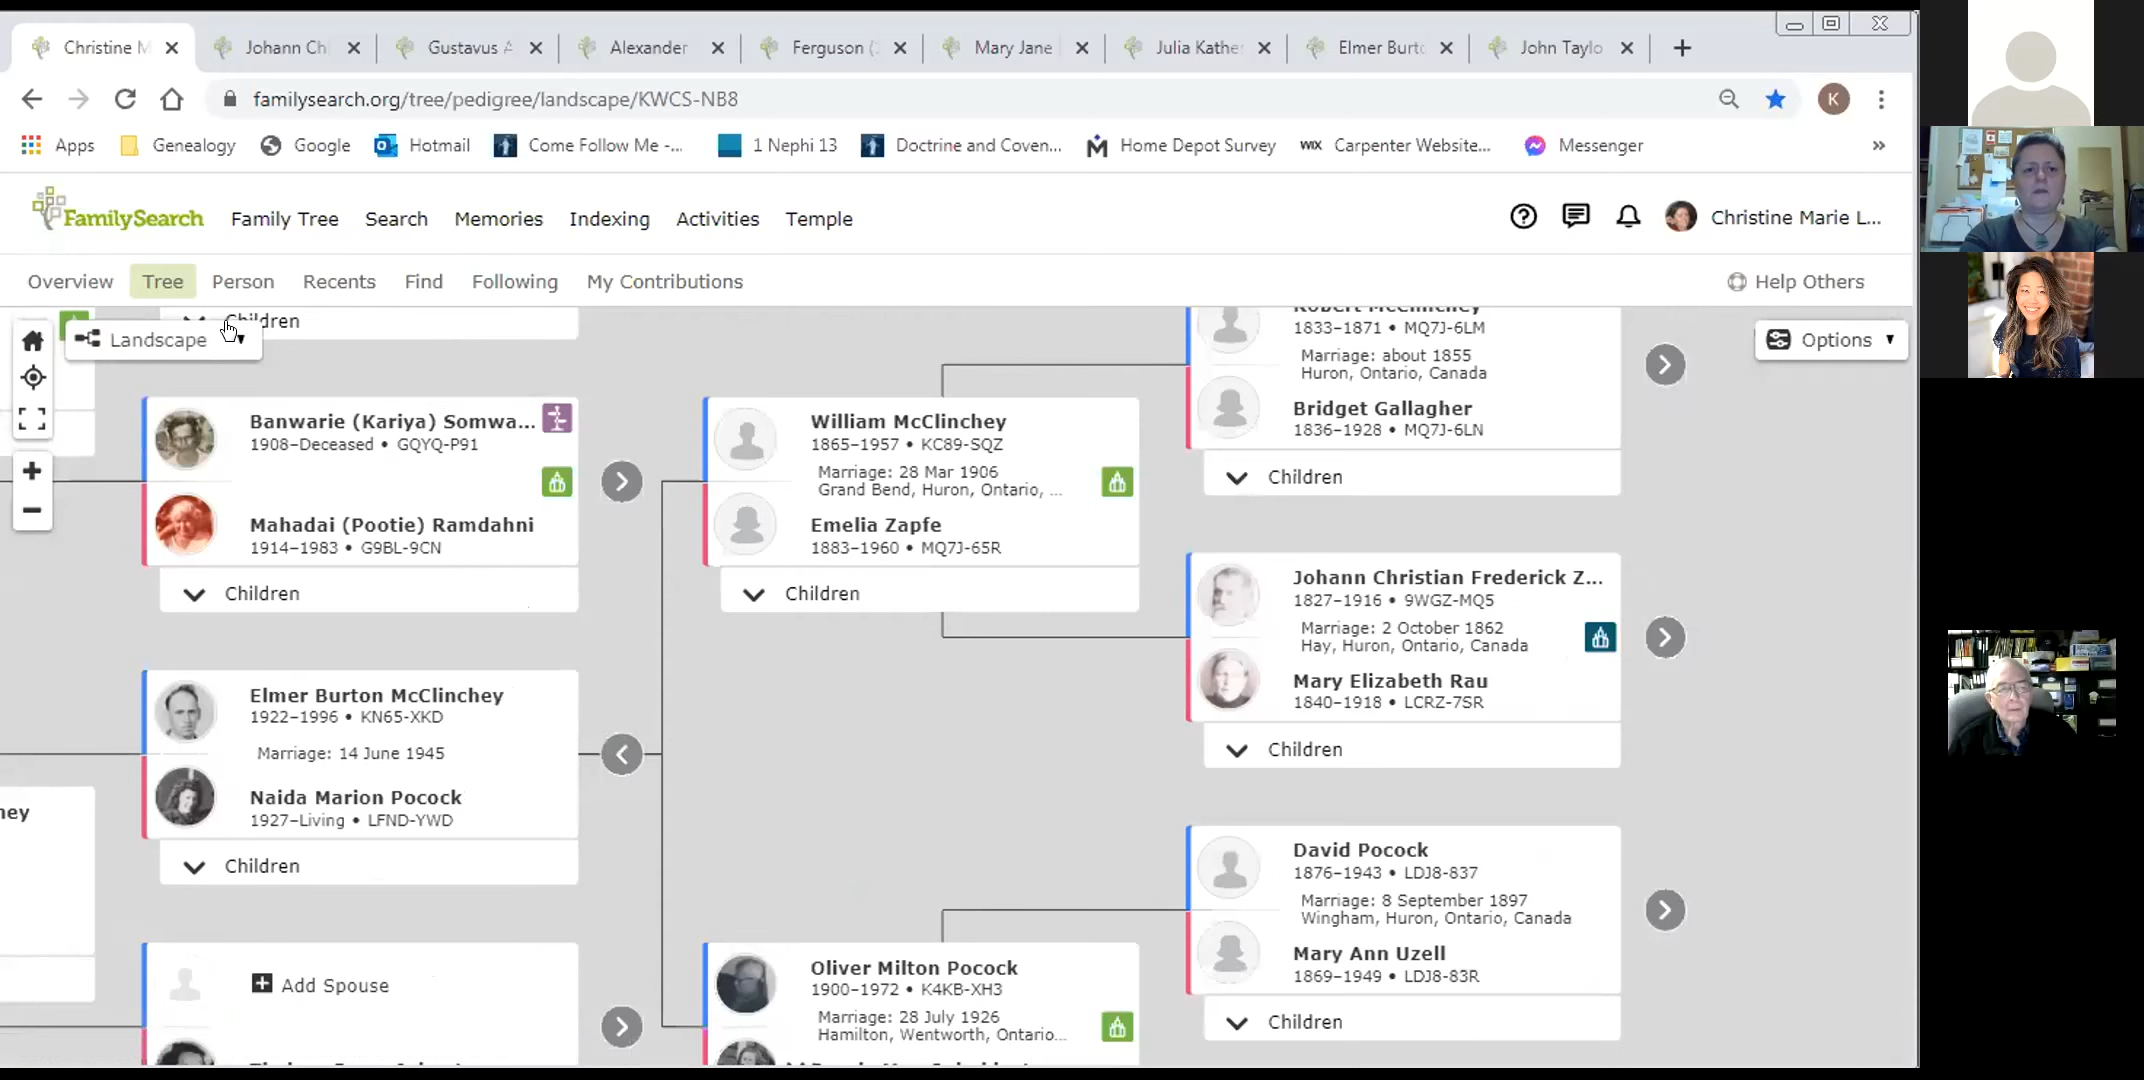 Christine M
Johann Ch
Gustavus A
Alexander
Ferguson (
Mary Jane
Julia Kathe
Elmer Burt
John Taylo
familysearch.org/tree/pedigree/landscape/KWCS-NB8
K
Apps
Genealogy
Google
Hotmail
Come Follow Me -...
1 Nephi 13
Doctrine and Coven...
Home Depot Survey
WIX Carpenter Website...
Messenger
»
FamilySearch
Family Tree
Search
Memories
Indexing
Activities
Temple
Christine Marie L...
Overview
Tree
Person
Recents
Find
Following
My Contributions
Help Others
Children
Landscape
Options
Banwarie (Kariya) Somwa...
1908–Deceased • GQYQ-P91
Mahadai (Pootie) Ramdahni
1914–1983 • G9BL-9CN
Children
Elmer Burton McClinchey
1922–1996 • KN65-XKD
Marriage: 14 June 1945
Naida Marion Pocock
1927–Living • LFND-YWD
Children
ney
Add Spouse
William McClinchey
1865–1957 • KC89-SQZ
Marriage: 28 Mar 1906
Grand Bend, Huron, Ontario, ...
Emelia Zapfe
1883–1960 • MQ7J-65R
Children
Oliver Milton Pocock
1900–1972 • K4KB-XH3
Marriage: 28 July 1926
Hamilton, Wentworth, Ontario...
Robert McClinchey
1833–1871 • MQ7J-6LM
Marriage: about 1855
Huron, Ontario, Canada
Bridget Gallagher
1836–1928 • MQ7J-6LN
Children
Johann Christian Frederick Z...
1827–1916 • 9WGZ-MQ5
Marriage: 2 October 1862
Hay, Huron, Ontario, Canada
Mary Elizabeth Rau
1840–1918 • LCRZ-7SR
Children
David Pocock
1876–1943 • LDJ8-837
Marriage: 8 September 1897
Wingham, Huron, Ontario, Canada
Mary Ann Uzell
1869–1949 • LDJ8-83R
Children